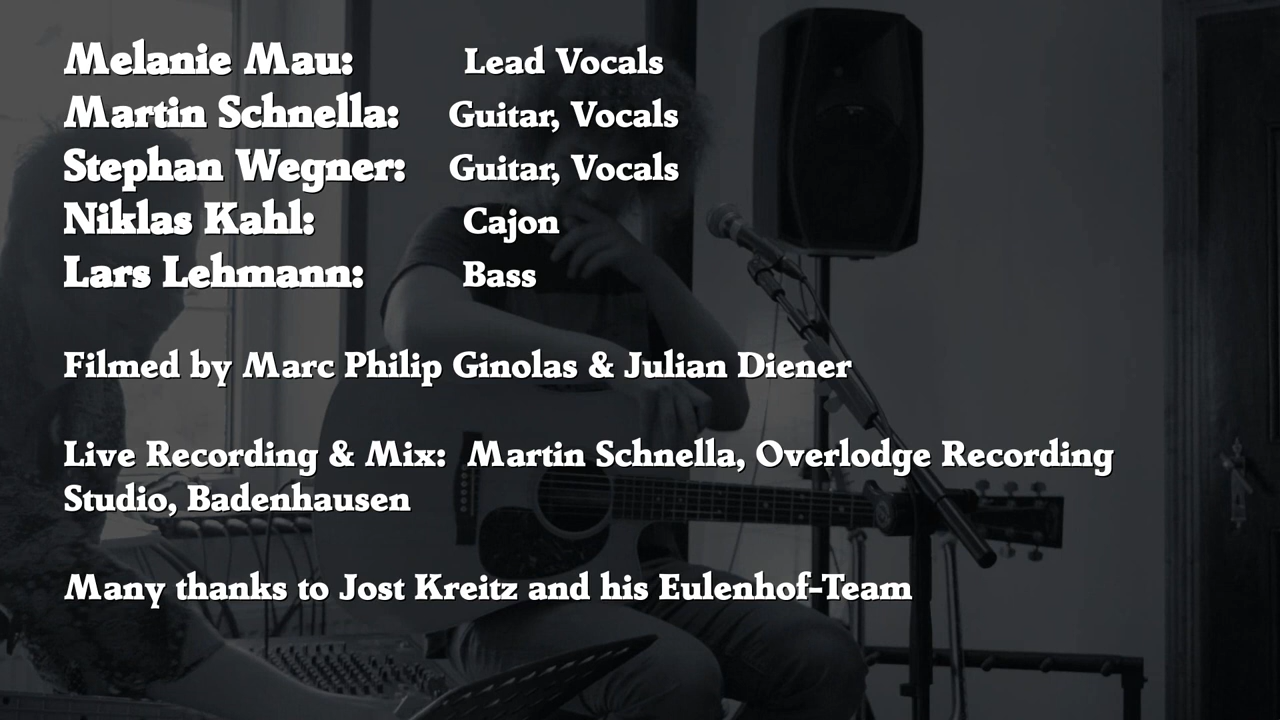 Melanie Mau: Lead Vocals
Martin Schnella: Guitar, Vocals
Stephan Wegner: Guitar, Vocals
Niklas Kahl: Cajon
Lars Lehmann: Bass
Filmed by Marc Philip Ginolas & Julian Diener
Live Recording & Mix: Martin Schnella, Overlodge Recording
Studio, Badenhausen
Many thanks to Jost Kreitz and his Eulenhof-Team